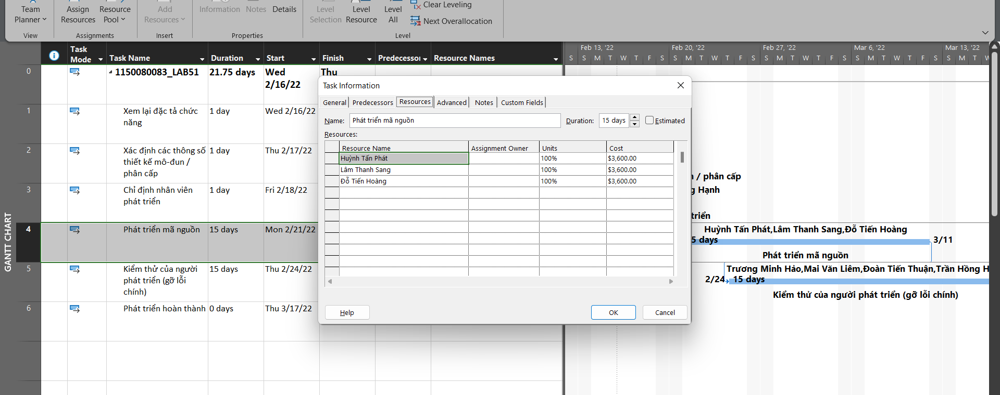 Team
Planner
Assign
Resources
Resource
Pool
Add
Resources
Information
Notes
Details
Level
Selection
Level
Resource
Level
All
Clear Leveling
Next Overallocation
View
Assignments
Insert
Properties
Level
GANTT CHART
Task
Mode
Task Name
Duration
Start
Finish
Predecessor
Resource Names
Feb 13, '22
Feb 20, '22
Feb 27, '22
Mar 6, '22
Mar 13, '22
S S M T W T F S S M T W T F S S M T W T F S S M T W T F S S M T W
0
1150080083_LAB51
21.75 days
Wed
2/16/22
Thu
1
Xem lại đặc tả chức
năng
1 day
Wed 2/16/22
2
Xác định các thông số
thiết kế mô-đun /
phân cấp
1 day
Thu 2/17/22
3
Chỉ định nhân viên
phát triển
1 day
Fri 2/18/22
4
Phát triển mã nguồn
15 days
Mon 2/21/22
5
Kiểm thử của người
phát triển (gỡ lỗi
chính)
15 days
Thu 2/24/22
6
Phát triển hoàn thành
0 days
Thu 3/17/22
Task Information
General
Predecessors
Resources
Advanced
Notes
Custom Fields
Name:
Phát triển mã nguồn
Duration:
15 days
Estimated
Resources:
Resource Name
Assignment Owner
Units
Cost
Huỳnh Tấn Phát
100%
$3,600.00
Lâm Thanh Sang
100%
$3,600.00
Đỗ Tiến Hoàng
100%
$3,600.00
Help
OK
Cancel
/ phân cấp
Hạnh
triển
Huỳnh Tấn Phát,Lâm Thanh Sang,Đỗ Tiến Hoàng
5 days
3/11
Phát triển mã nguồn
Trương Minh Hảo,Mai Văn Liêm,Đoàn Tiến Thuận,Trần Hồng H
2/24
15 days
Kiểm thử của người phát triển (gỡ lỗi chính)